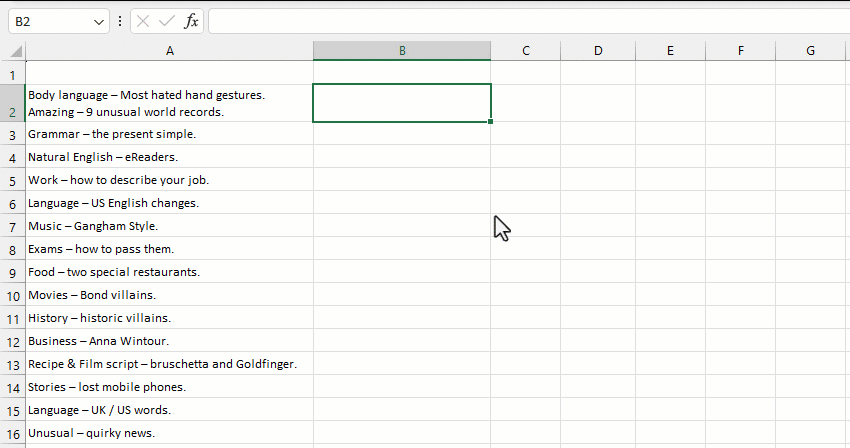 B2
fx
A B C D E F G
1
2 Body language – Most hated hand gestures.
Amazing – 9 unusual world records.
3 Grammar – the present simple.
4 Natural English – eReaders.
5 Work – how to describe your job.
6 Language – US English changes.
7 Music – Gangham Style.
8 Exams – how to pass them.
9 Food – two special restaurants.
10 Movies – Bond villains.
11 History – historic villains.
12 Business – Anna Wintour.
13 Recipe & Film script – bruschetta and Goldfinger.
14 Stories – lost mobile phones.
15 Language – UK / US words.
16 Unusual – quirky news.